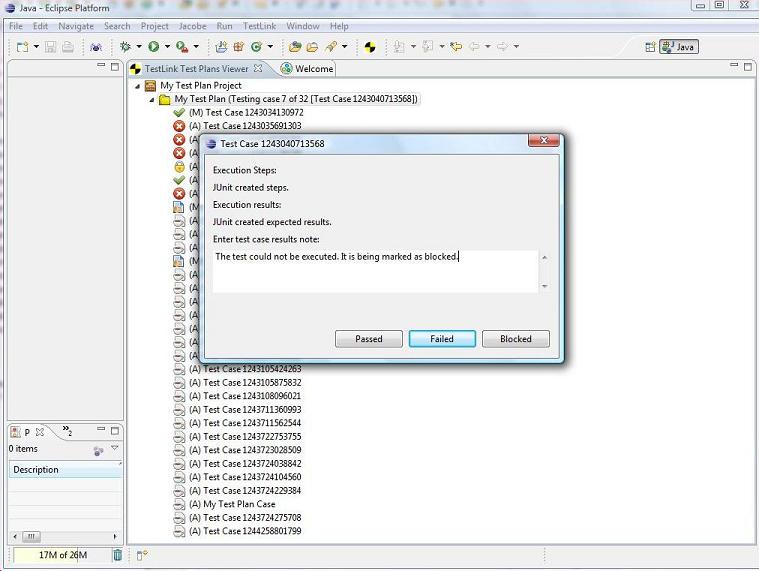 Java - Eclipse Platform
File Edit Navigate Search Project Jacobe Run TestLink Window Help
Java
TestLink Test Plans Viewer
Welcome
My Test Plan Project
My Test Plan (Testing case 7 of 32 [Test Case 1243040713568])
(M) Test Case 1243034130972
(A) Test Case 1243035691303
(A)
(A)
(A)
(A)
(A)
(M)
(A)
(A)
(A)
(M)
(A)
(A)
(A)
(A)
(A)
(A)
(A)
Test Case 1243040713568
Execution Steps:
JUnit created steps.
Execution results:
JUnit created expected results.
Enter test case results note:
The test could not be executed. It is being marked as blocked.
Passed Failed Blocked
(A) Test Case 1243105424263
(A) Test Case 1243105875832
(A) Test Case 1243108096021
(A) Test Case 1243711360993
(A) Test Case 1243711562544
(A) Test Case 1243722753755
(A) Test Case 1243723028509
(A) Test Case 1243724038842
(A) Test Case 1243724104560
(A) Test Case 1243724229384
(A) My Test Plan Case
(A) Test Case 1243724275708
(A) Test Case 1244258801799
P
»2
0 items
Description
17M of 26M